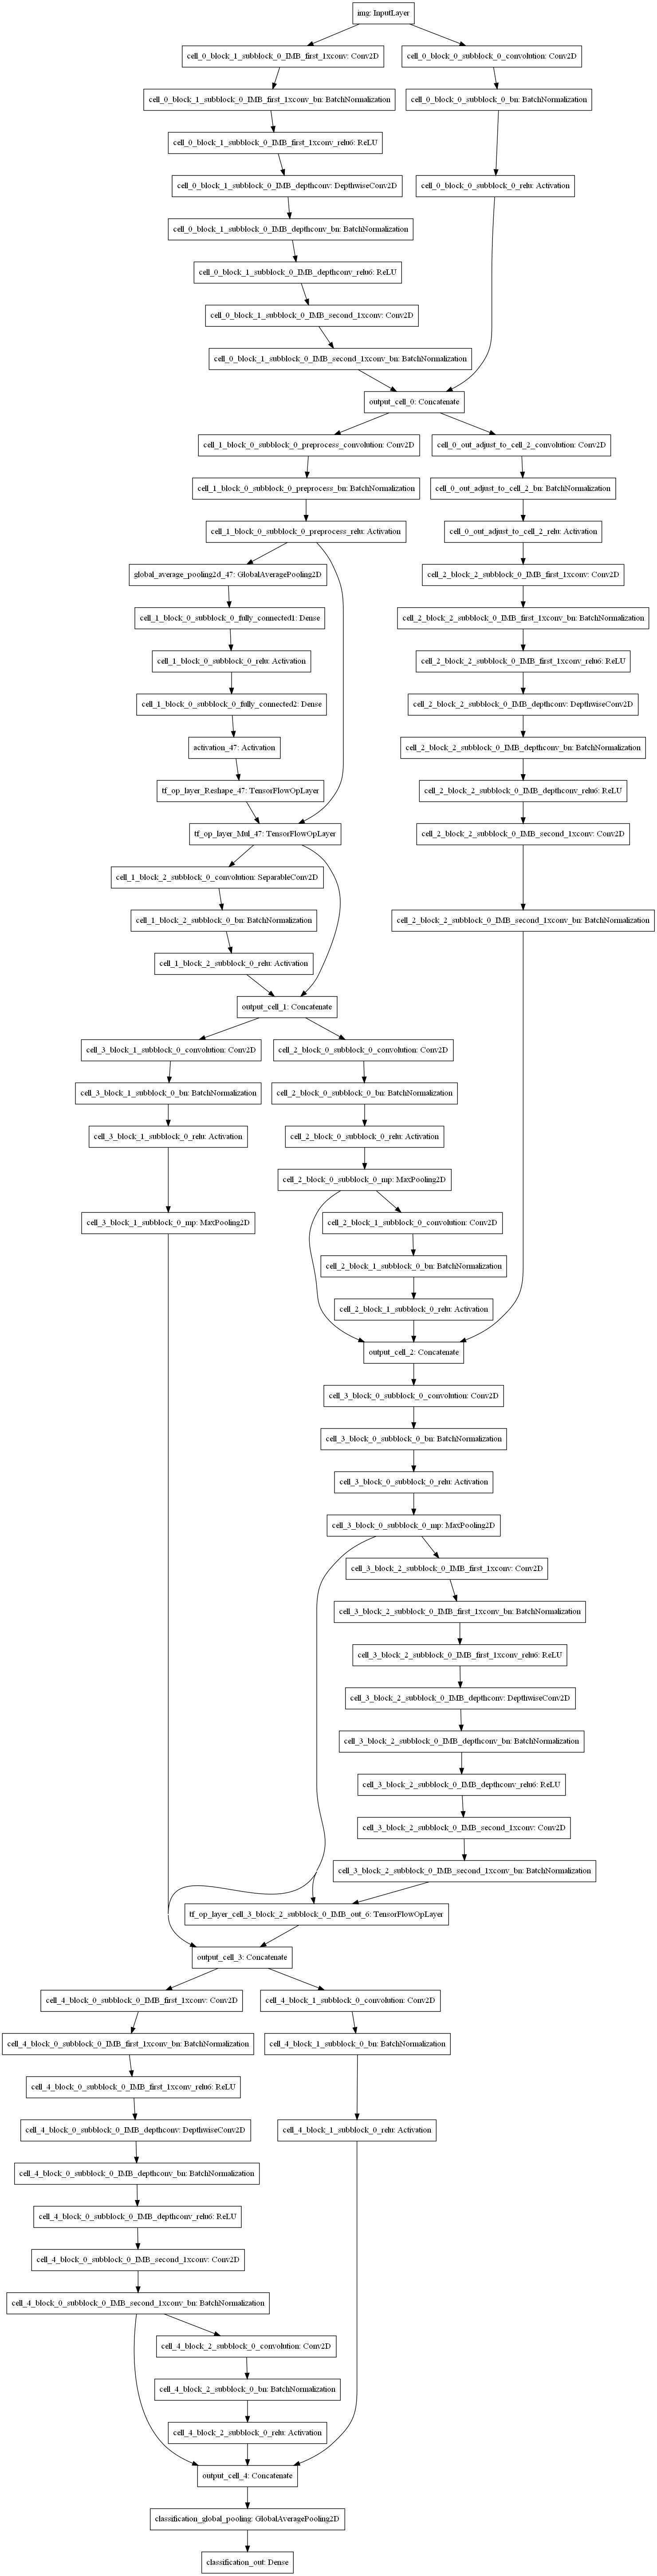 img: InputLayer
cell_0_block_1_subblock_0_IMB_first_1xconv: Conv2D
cell_0_block_0_subblock_0_convolution: Conv2D
cell_0_block_1_subblock_0_IMB_first_1xconv_bn: BatchNormalization
cell_0_block_0_subblock_0_bn: BatchNormalization
cell_0_block_1_subblock_0_IMB_first_1xconv_relu6: ReLU
cell_0_block_1_subblock_0_IMB_depthconv: DepthwiseConv2D
cell_0_block_0_subblock_0_relu: Activation
cell_0_block_1_subblock_0_IMB_depthconv_bn: BatchNormalization
cell_0_block_1_subblock_0_IMB_depthconv_relu6: ReLU
cell_0_block_1_subblock_0_IMB_second_1xconv: Conv2D
cell_0_block_1_subblock_0_IMB_second_1xconv_bn: BatchNormalization
output_cell_0: Concatenate
cell_1_block_0_subblock_0_preprocess_convolution: Conv2D
cell_0_out_adjust_to_cell_2_convolution: Conv2D
cell_1_block_0_subblock_0_preprocess_bn: BatchNormalization
cell_0_out_adjust_to_cell_2_bn: BatchNormalization
cell_1_block_0_subblock_0_preprocess_relu: Activation
cell_0_out_adjust_to_cell_2_relu: Activation
global_average_pooling2d_47: GlobalAveragePooling2D
cell_2_block_2_subblock_0_IMB_first_1xconv: Conv2D
cell_1_block_0_subblock_0_fully_connected1: Dense
cell_2_block_2_subblock_0_IMB_first_1xconv_bn: BatchNormalization
cell_1_block_0_subblock_0_relu: Activation
cell_2_block_2_subblock_0_IMB_first_1xconv_relu6: ReLU
cell_1_block_0_subblock_0_fully_connected2: Dense
cell_2_block_2_subblock_0_IMB_depthconv: DepthwiseConv2D
activation_47: Activation
cell_2_block_2_subblock_0_IMB_depthconv_bn: BatchNormalization
tf_op_layer_Reshape_47: TensorFlowOpLayer
cell_2_block_2_subblock_0_IMB_depthconv_relu6: ReLU
tf_op_layer_Mul_47: TensorFlowOpLayer
cell_2_block_2_subblock_0_IMB_second_1xconv: Conv2D
cell_1_block_2_subblock_0_convolution: SeparableConv2D
cell_1_block_2_subblock_0_bn: BatchNormalization
cell_2_block_2_subblock_0_IMB_second_1xconv_bn: BatchNormalization
cell_1_block_2_subblock_0_relu: Activation
output_cell_1: Concatenate
cell_3_block_1_subblock_0_convolution: Conv2D
cell_2_block_0_subblock_0_convolution: Conv2D
cell_3_block_1_subblock_0_bn: BatchNormalization
cell_2_block_0_subblock_0_bn: BatchNormalization
cell_3_block_1_subblock_0_relu: Activation
cell_2_block_0_subblock_0_relu: Activation
cell_2_block_0_subblock_0_mp: MaxPooling2D
cell_3_block_1_subblock_0_mp: MaxPooling2D
cell_2_block_1_subblock_0_convolution: Conv2D
cell_2_block_1_subblock_0_bn: BatchNormalization
cell_2_block_1_subblock_0_relu: Activation
output_cell_2: Concatenate
cell_3_block_0_subblock_0_convolution: Conv2D
cell_3_block_0_subblock_0_bn: BatchNormalization
cell_3_block_0_subblock_0_relu: Activation
cell_3_block_0_subblock_0_mp: MaxPooling2D
cell_3_block_2_subblock_0_IMB_first_1xconv: Conv2D
cell_3_block_2_subblock_0_IMB_first_1xconv_bn: BatchNormalization
cell_3_block_2_subblock_0_IMB_first_1xconv_relu6: ReLU
cell_3_block_2_subblock_0_IMB_depthconv: DepthwiseConv2D
cell_3_block_2_subblock_0_IMB_depthconv_bn: BatchNormalization
cell_3_block_2_subblock_0_IMB_depthconv_relu6: ReLU
cell_3_block_2_subblock_0_IMB_second_1xconv: Conv2D
cell_3_block_2_subblock_0_IMB_second_1xconv_bn: BatchNormalization
tf_op_layer_cell_3_block_2_subblock_0_IMB_out_6: TensorFlowOpLayer
output_cell_3: Concatenate
cell_4_block_0_subblock_0_IMB_first_1xconv: Conv2D
cell_4_block_1_subblock_0_convolution: Conv2D
cell_4_block_0_subblock_0_IMB_first_1xconv_bn: BatchNormalization
cell_4_block_1_subblock_0_bn: BatchNormalization
cell_4_block_0_subblock_0_IMB_first_1xconv_relu6: ReLU
cell_4_block_0_subblock_0_IMB_depthconv: DepthwiseConv2D
cell_4_block_1_subblock_0_relu: Activation
cell_4_block_0_subblock_0_IMB_depthconv_bn: BatchNormalization
cell_4_block_0_subblock_0_IMB_depthconv_relu6: ReLU
cell_4_block_0_subblock_0_IMB_second_1xconv: Conv2D
cell_4_block_0_subblock_0_IMB_second_1xconv_bn: BatchNormalization
cell_4_block_2_subblock_0_convolution: Conv2D
cell_4_block_2_subblock_0_bn: BatchNormalization
cell_4_block_2_subblock_0_relu: Activation
output_cell_4: Concatenate
classification_global_pooling: GlobalAveragePooling2D
classification_out: Dense